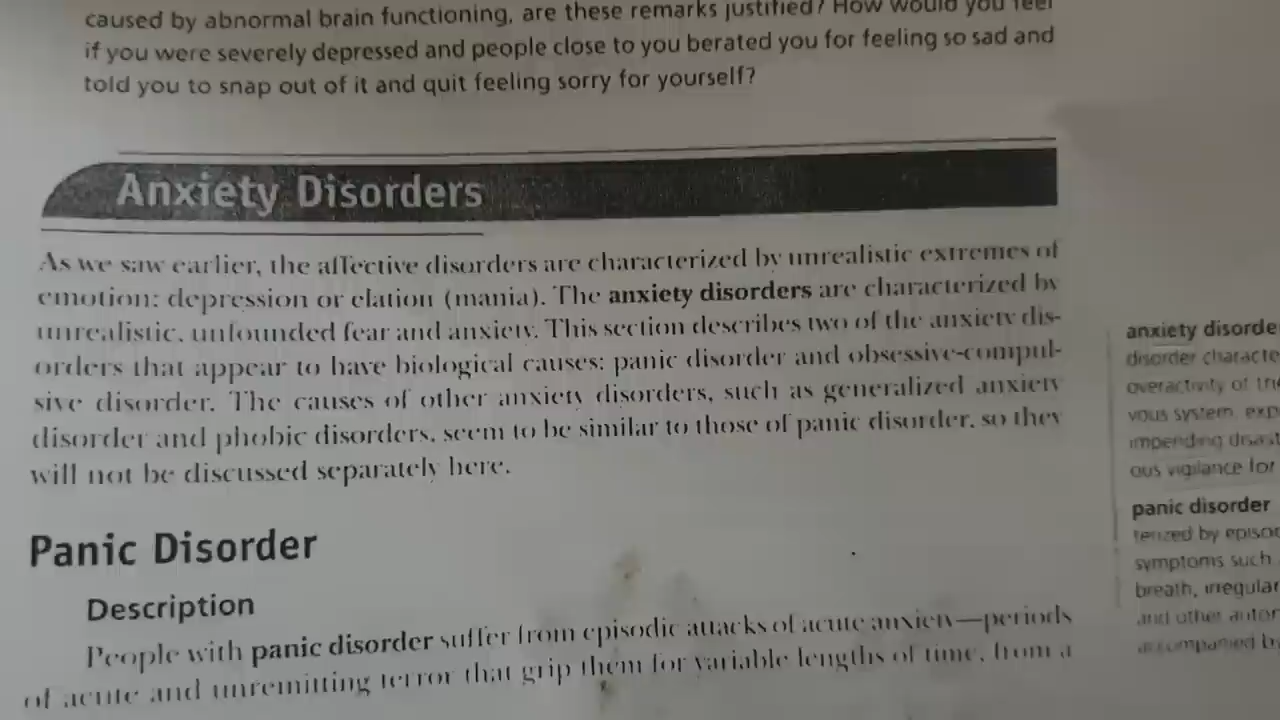 caused by abnormal brain functioning, are these remarks justified? How would you feel
if you were severely depressed and people close to you berated you for feeling so sad and
told you to snap out of it and quit feeling sorry for yourself?
Anxiety Disorders
As we saw earlier, the affective disorders are characterized by unrealistic extremes of
emotion: depression or elation (mania). The anxiety disorders are characterized by
unrealistic, unfounded fear and anxiety. This section describes two of the anxiety dis-
orders that appear to have biological causes: panic disorder and obsessive-compul-
sive disorder. The causes of other anxiety disorders, such as generalized anxiety
disorder and phobic disorders, seem to be similar to those of panic disorder, so they
will not be discussed separately here.
Panic Disorder
Description
People with panic disorder suffer from episodic attacks of acute anxiety—periods
of acute and unremitting terror that grip them for variable lengths of time, from a
anxiety disorde
disorder characte
overactivity of the
vous system, exp
impending disast
ous vigilance for
panic disorder
terized by episod
symptoms such
breath, irregular
and other auton
accompanied by